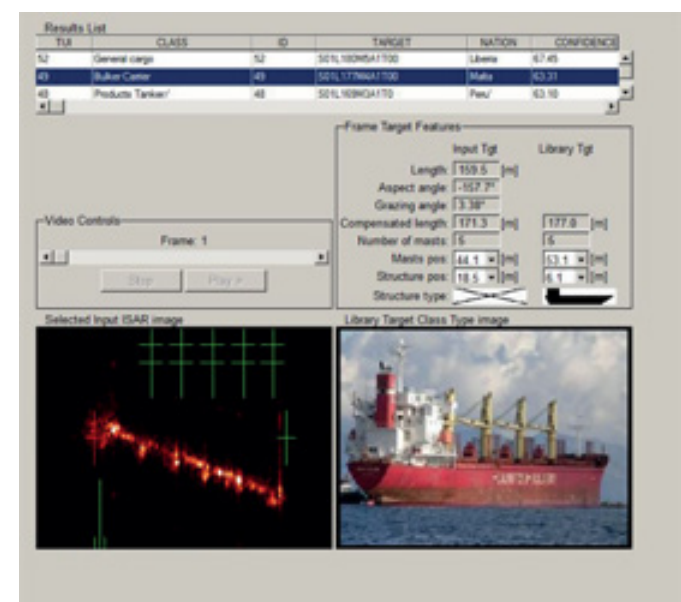 Results List
TUI CLASS ID TARGET NATION CONFIDENCE
52 General cargo 52 Liberia 67.45
49 Bulker Carrier 49 Malta 63.31
48 Products Tanker/ 48 Peru/ 63.10
Frame Target Features
Input Tgt Library Tgt
Length: 159.5 [m]
Aspect angle: -157.7°
Grazing angle: 3.38°
Compensated length: 171.3 [m] 177.0 [m]
Number of masts: 5 5
Masts pos: 44.1 [m] 53.1 [m]
Structure pos: 18.5 [m] 6.1 [m]
Structure type:
Video Controls
Frame: 1
Stop Play >
Selected Input ISAR image
Library Target Class Type image